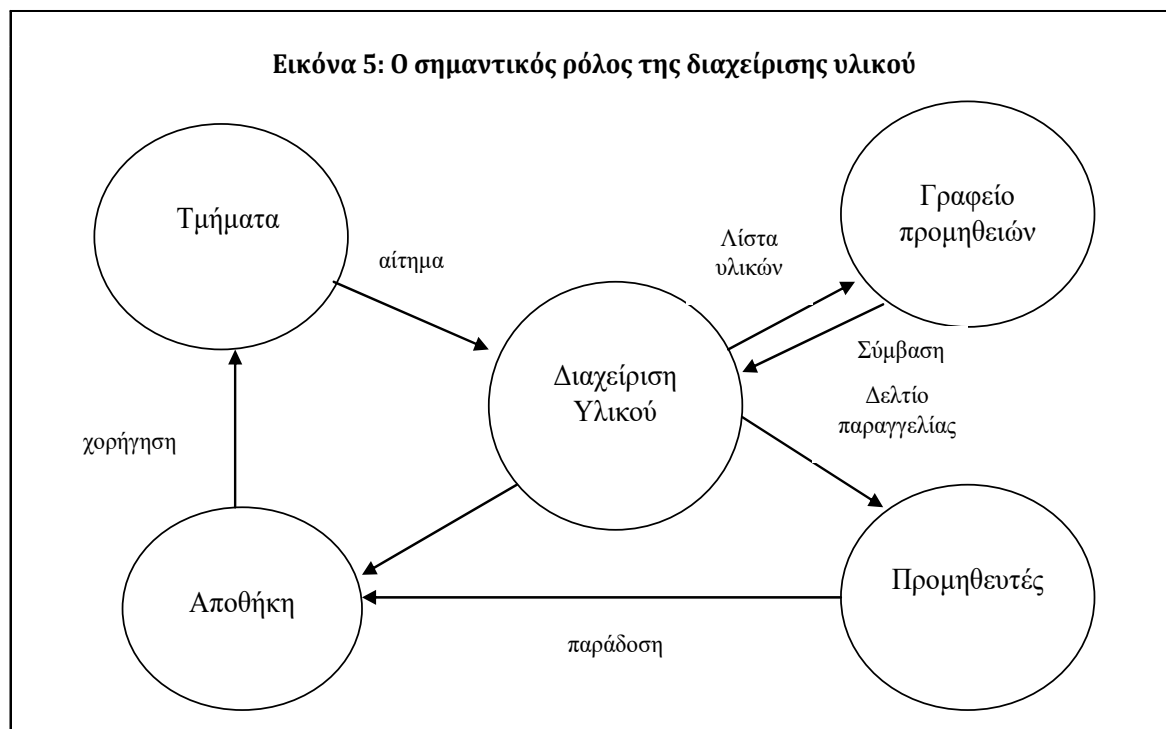 Εικόνα 5: Ο σημαντικός ρόλος της διαχείρισης υλικού
Τμήματα
Γραφείο
προμηθειών
αίτημα
Λίστα
υλικών
Διαχείριση
Υλικού
Σύμβαση
Δελτίο
παραγγελίας
χορήγηση
Αποθήκη
Προμηθευτές
παράδοση